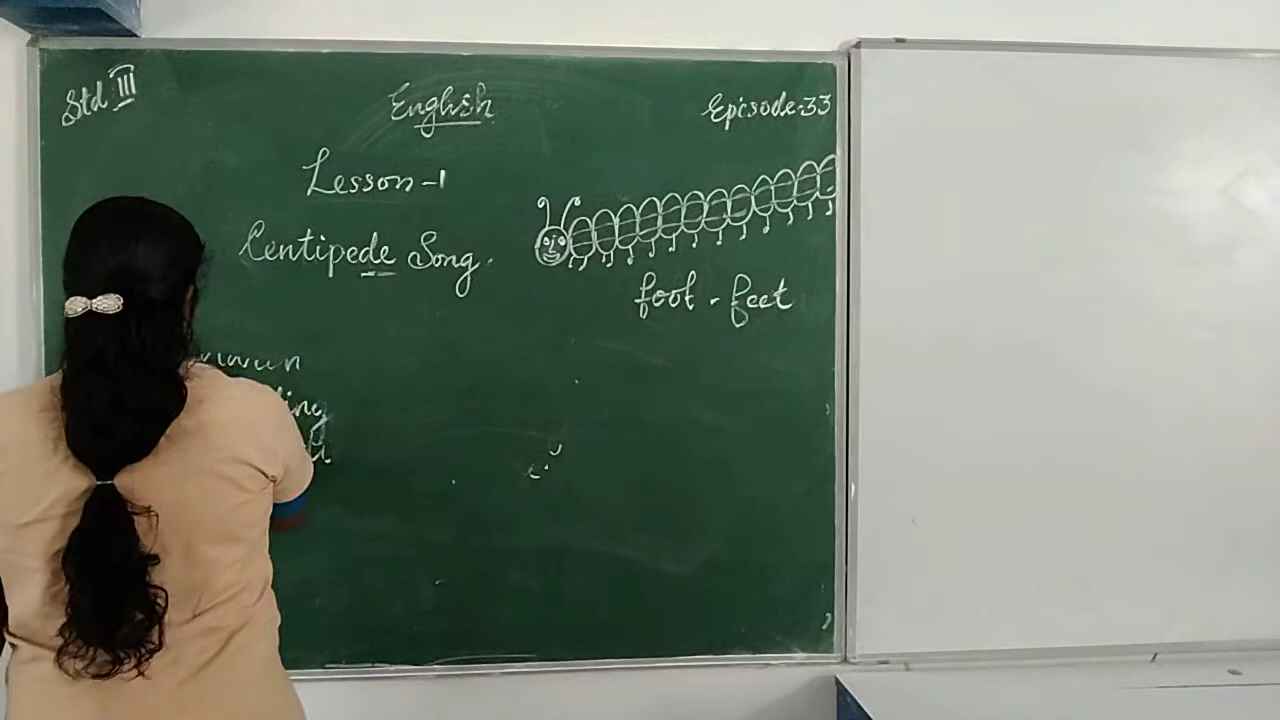 Std III
English
Episode-33
Lesson-1
Centipede Song.
foot - feet